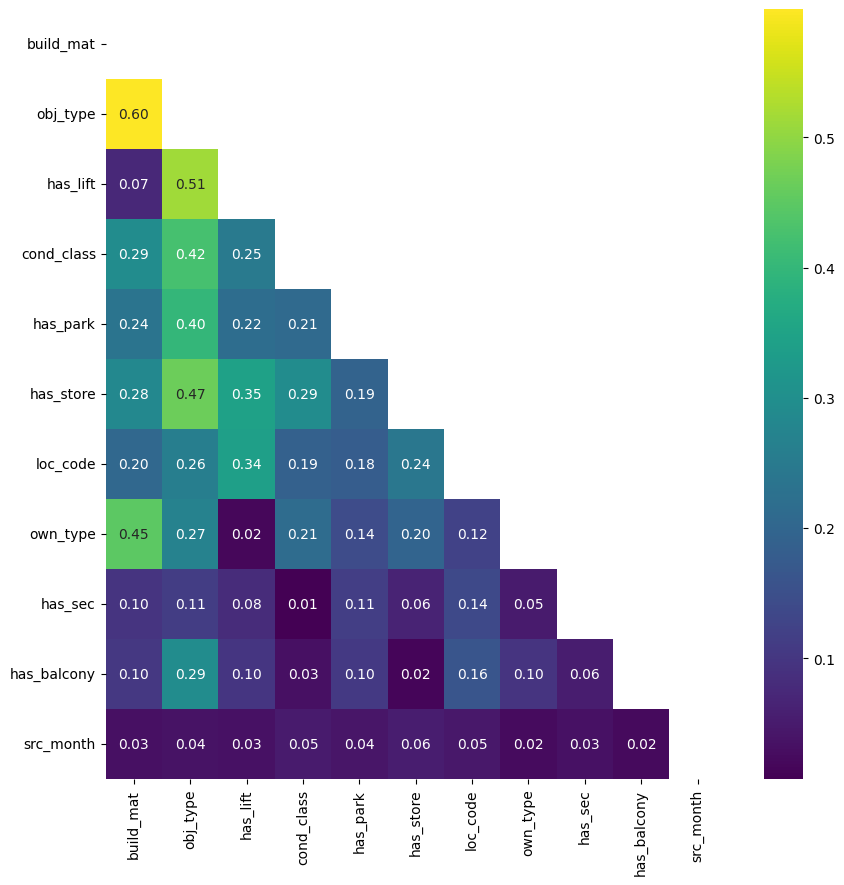 build_mat
obj_type 0.60
has_lift 0.07 0.51
cond_class 0.29 0.42 0.25
has_park 0.24 0.40 0.22 0.21
has_store 0.28 0.47 0.35 0.29 0.19
loc_code 0.20 0.26 0.34 0.19 0.18 0.24
own_type 0.45 0.27 0.02 0.21 0.14 0.20 0.12
has_sec 0.10 0.11 0.08 0.01 0.11 0.06 0.14 0.05
has_balcony 0.10 0.29 0.10 0.03 0.10 0.02 0.16 0.10 0.06
src_month 0.03 0.04 0.03 0.05 0.04 0.06 0.05 0.02 0.03 0.02
build_mat
obj_type
has_lift
cond_class
has_park
has_store
loc_code
own_type
has_sec
has_balcony
src_month
0.5
0.4
0.3
0.2
0.1